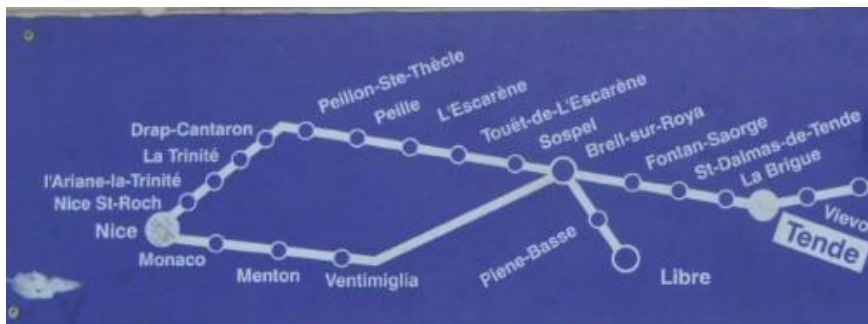 Peillon-Ste-Thècle
Peille
L'Escarène
Touët-de-L'Escarène
Sospel
Breil-sur-Roya
Fontan-Saorge
St-Dalmas-de-Tende
La Brigue
Tende
Vievo
Drap-Cantaron
La Trinité
l'Ariane-la-Trinité
Nice St-Roch
Nice
Monaco
Menton
Ventimiglia
Piene-Basse
Libre